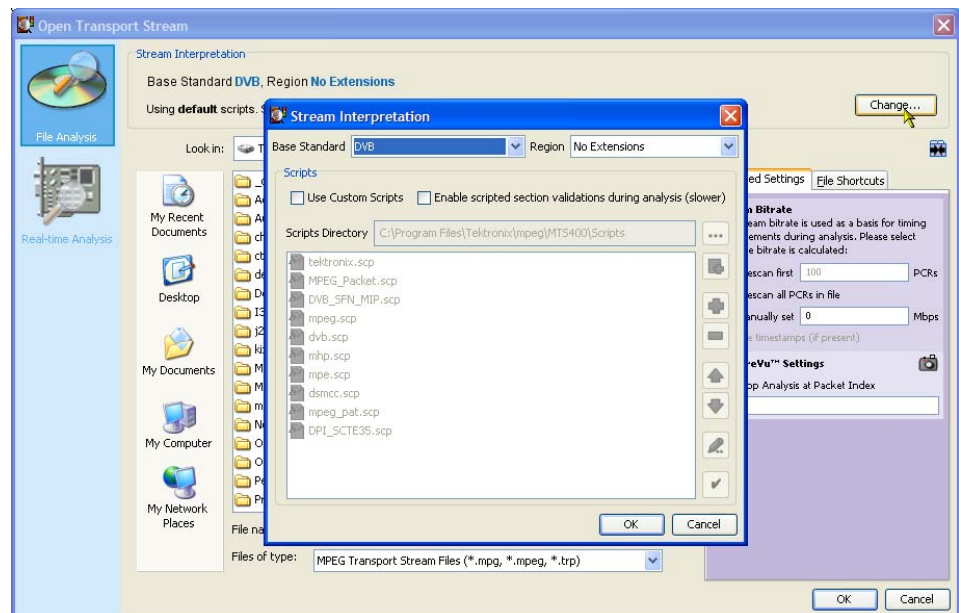 Open Transport Stream
Stream Interpretation
Base Standard DVB, Region No Extensions
Using default scripts.
Change...
File Analysis
Real-time Analysis
Look in:
My Recent Documents
Desktop
My Documents
My Computer
My Network Places
File na
Files of type: MPEG Transport Stream Files (*.mpg, *.mpeg, *.trp)
Stream Interpretation
Base Standard DVB Region No Extensions
Scripts
Use Custom Scripts Enable scripted section validations during analysis (slower)
Scripts Directory C:\Program Files\Tektronix\mpeg\MTS400\Scripts ...
tektronix.scp
MPEG_Packet.scp
DVB_SFN_MIP.scp
mpeg.scp
dvb.scp
mhp.scp
mpe.scp
dsmcc.scp
mpeg_pat.scp
DPI_SCTE35.scp
OK Cancel
ed Settings File Shortcuts
Bitrate
eam bitrate is used as a basis for timing
ements during analysis. Please select
e bitrate is calculated:
escan first 100 PCRs
escan all PCRs in file
anually set 0 Mbps
e timestamps (if present)
reVu™ Settings
op Analysis at Packet Index
OK Cancel